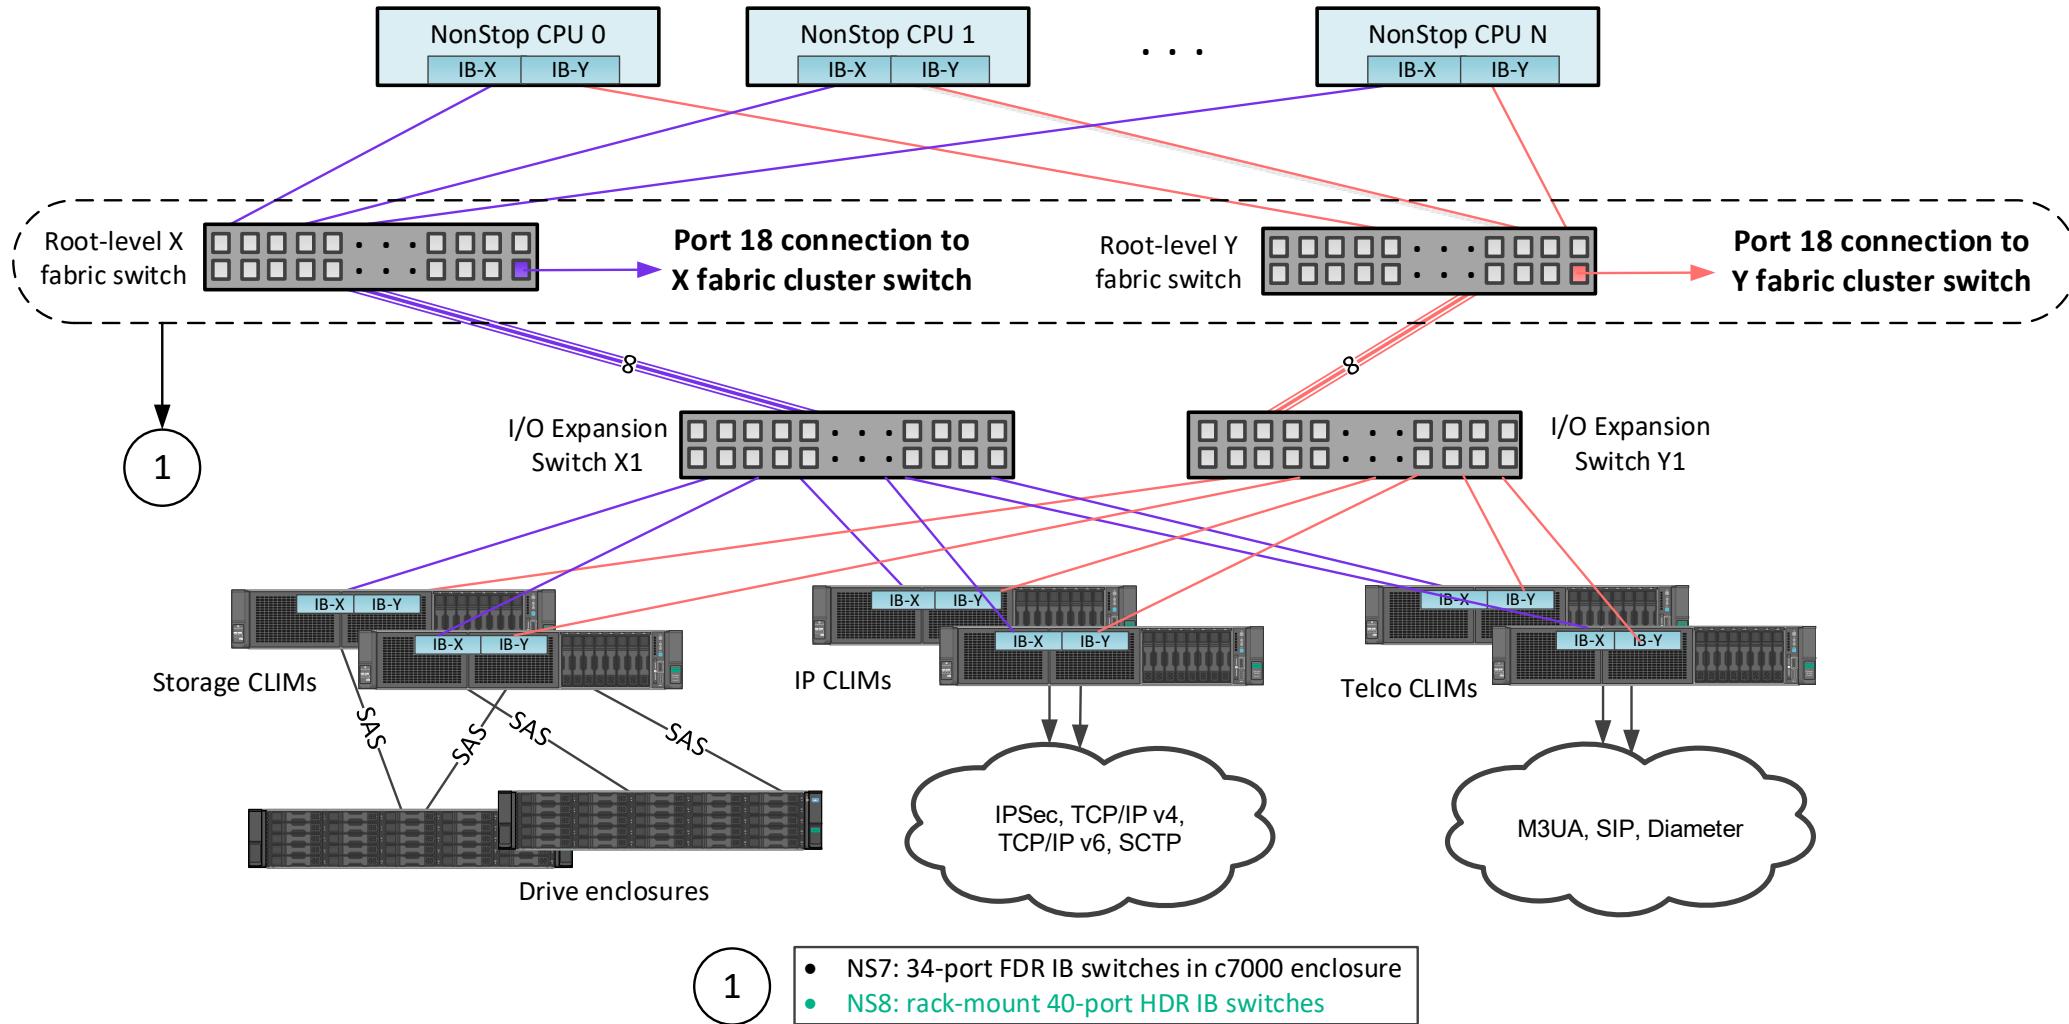 NonStop CPU 0
IB-X IB-Y
NonStop CPU 1
IB-X IB-Y
. . .
NonStop CPU N
IB-X IB-Y
Root-level X
fabric switch
Port 18 connection to
X fabric cluster switch
Root-level Y
fabric switch
Port 18 connection to
Y fabric cluster switch
8
8
1
I/O Expansion
Switch X1
I/O Expansion
Switch Y1
IB-X IB-Y
IB-X IB-Y
Storage CLIMs
IB-X IB-Y
IB-X IB-Y
IP CLIMs
IB-X IB-Y
IB-X IB-Y
Telco CLIMs
SAS
SAS
SAS
SAS
Drive enclosures
IPSec, TCP/IP v4,
TCP/IP v6, SCTP
M3UA, SIP, Diameter
1
• NS7: 34-port FDR IB switches in c7000 enclosure
• NS8: rack-mount 40-port HDR IB switches